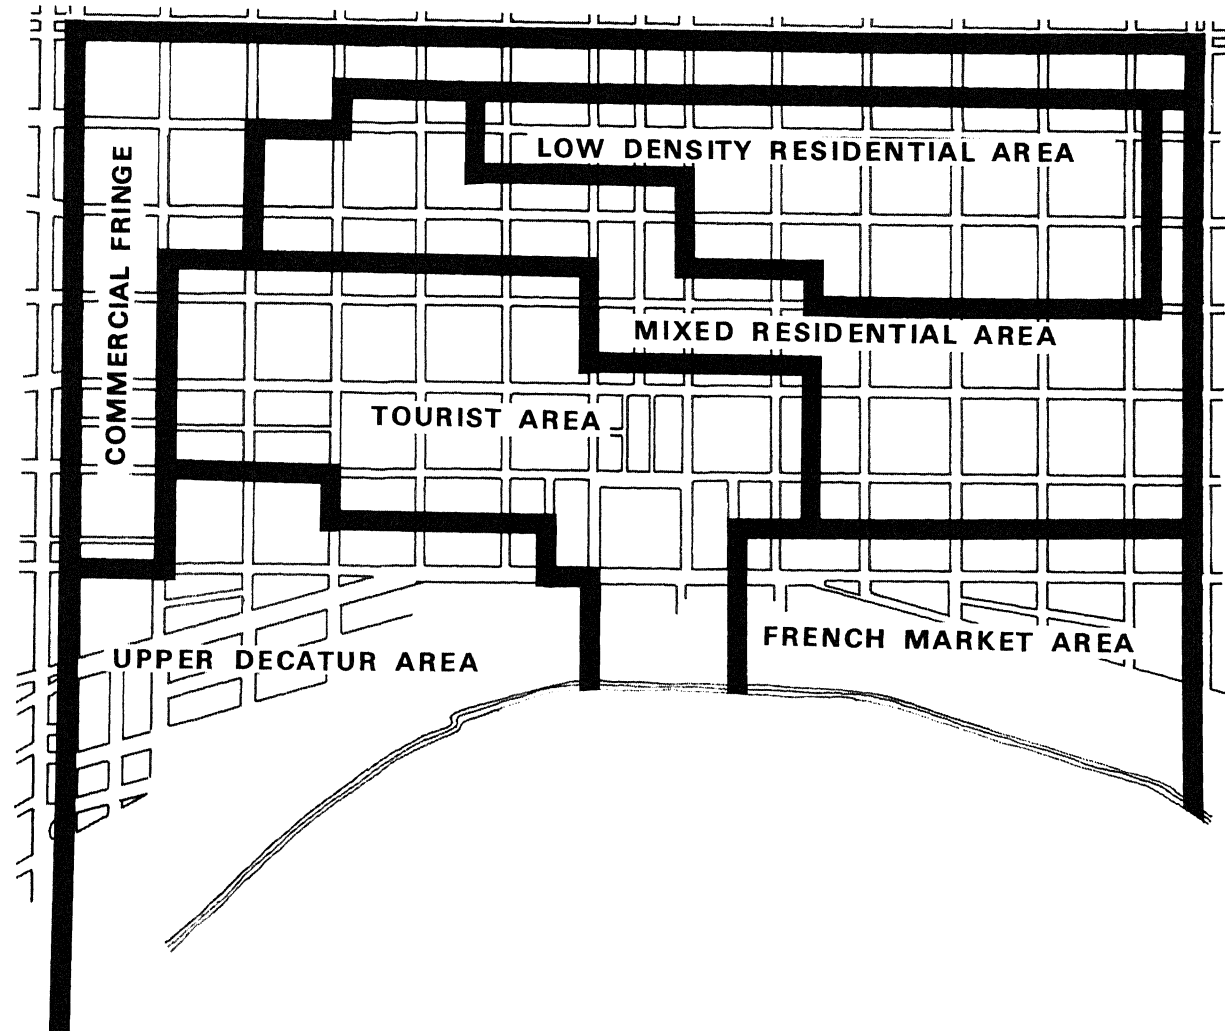 LOW DENSITY RESIDENTIAL AREA
COMMERCIAL FRINGE
MIXED RESIDENTIAL AREA
TOURIST AREA
FRENCH MARKET AREA
UPPER DECATUR AREA